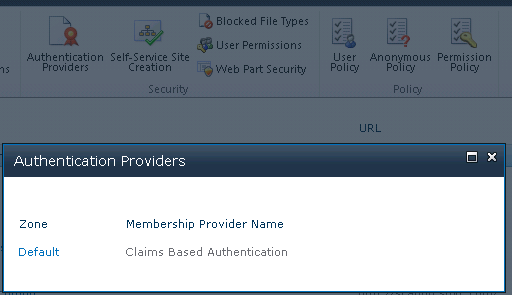 Blocked File Types
Authentication Providers
Self-Service Site Creation
User Permissions
Web Part Security
User Policy
Anonymous Policy
Permission Policy
Security
Policy
URL
Authentication Providers
Zone Membership Provider Name
Default Claims Based Authentication